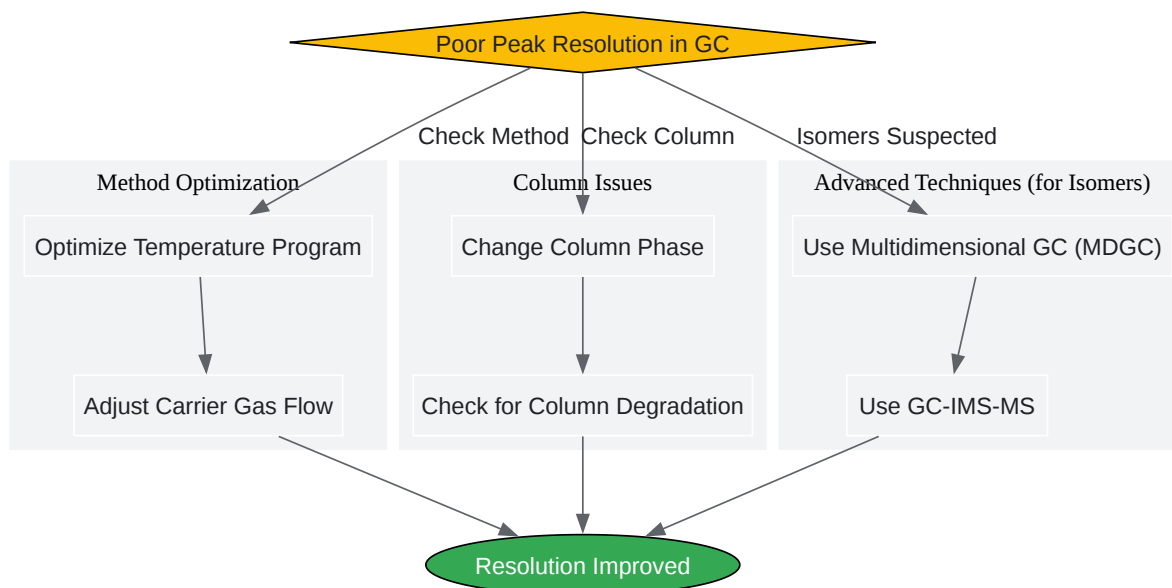 Poor Peak Resolution in GC
Check Method
Check Column
Isomers Suspected
Method Optimization
Column Issues
Advanced Techniques (for Isomers)
Optimize Temperature Program
Change Column Phase
Use Multidimensional GC (MDGC)
Adjust Carrier Gas Flow
Check for Column Degradation
Use GC-IMS-MS
Resolution Improved